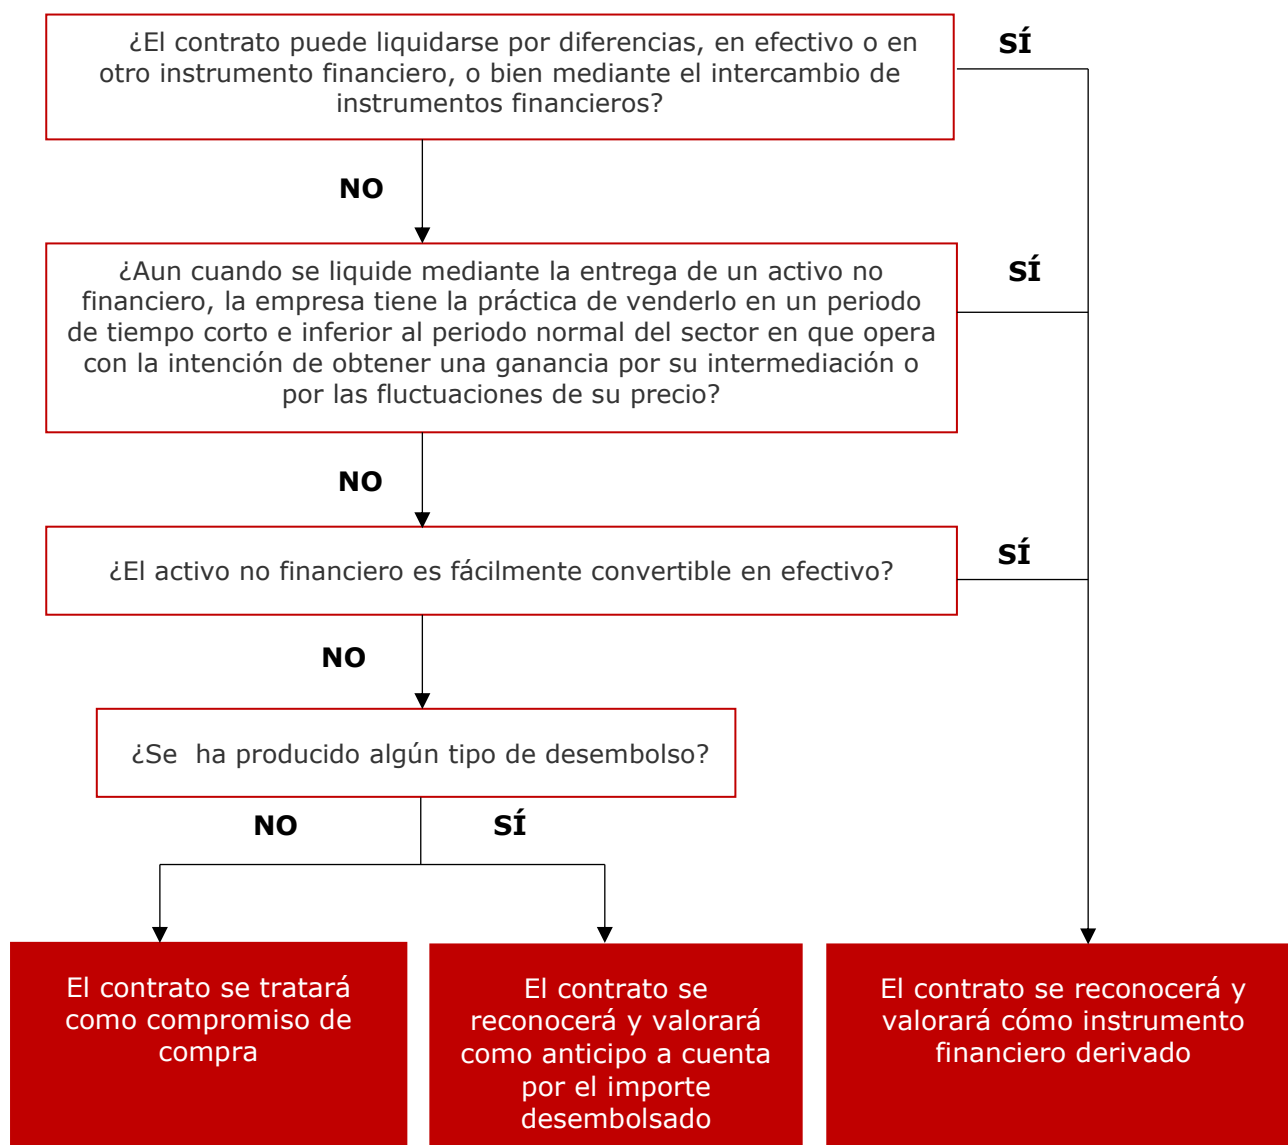 ¿El contrato puede liquidarse por diferencias, en efectivo o en
otro instrumento financiero, o bien mediante el intercambio de
instrumentos financieros?
SÍ
NO
¿Aun cuando se liquide mediante la entrega de un activo no
financiero, la empresa tiene la práctica de venderlo en un periodo
de tiempo corto e inferior al periodo normal del sector en que opera
con la intención de obtener una ganancia por su intermediación o
por las fluctuaciones de su precio?
SÍ
NO
¿El activo no financiero es fácilmente convertible en efectivo?
SÍ
NO
¿Se ha producido algún tipo de desembolso?
NO
SÍ
El contrato se tratará
como compromiso de
compra
El contrato se
reconocerá y valorará
como anticipo a cuenta
por el importe
desembolsado
El contrato se reconocerá y
valorará cómo instrumento
financiero derivado